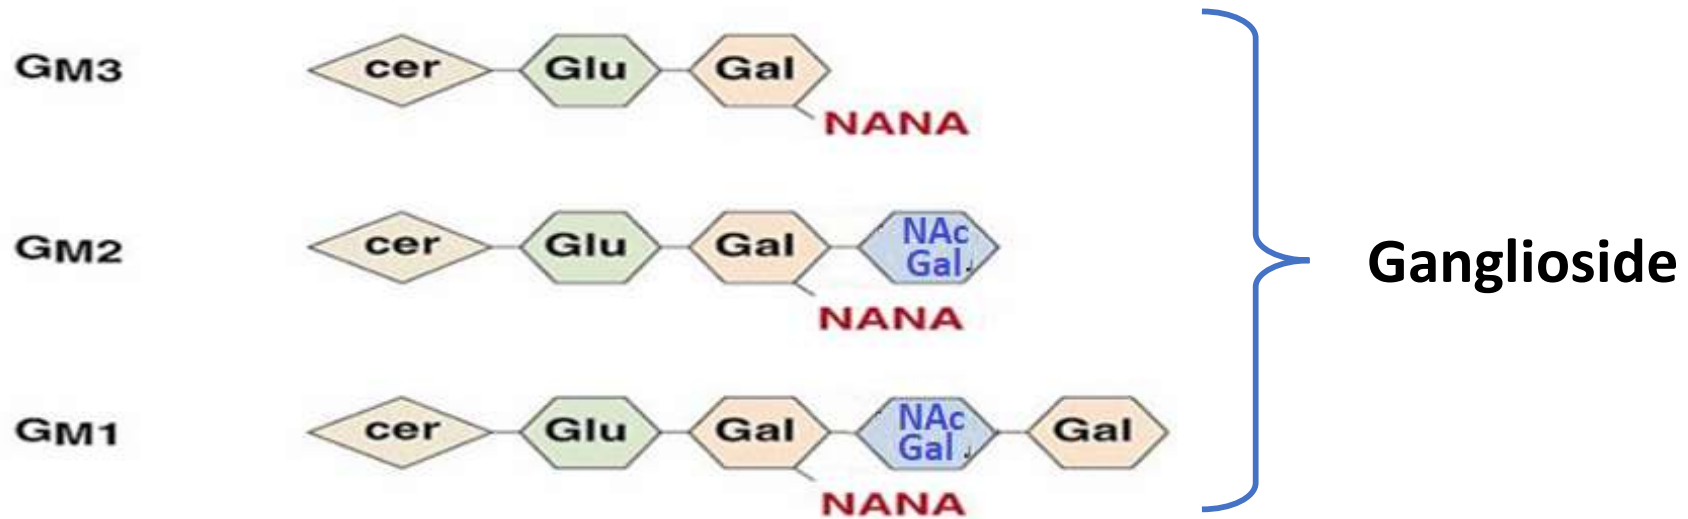 GM3
cer Glu Gal
NANA
GM2
cer Glu Gal NAc
Gal
NANA
Ganglioside
GM1
cer Glu Gal NAc Gal
Gal
NANA